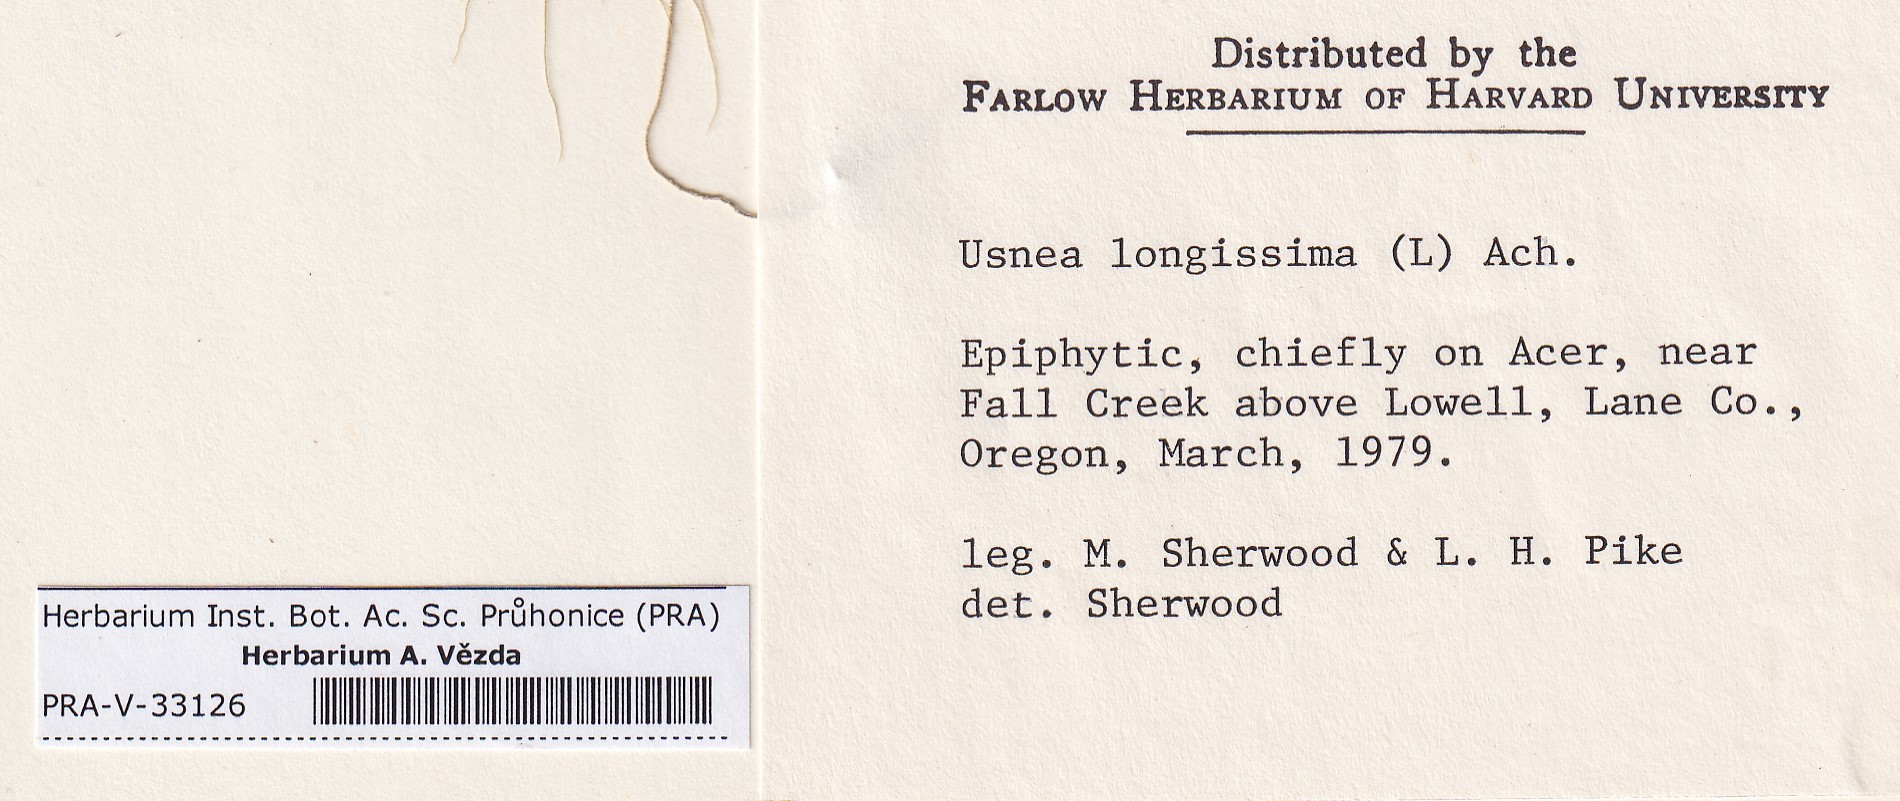 Distributed by the
FARLOW HERBARIUM OF HARVARD UNIVERSITY
Usnea longissima (L) Ach.
Epiphytic, chiefly on Acer, near
Fall Creek above Lowell, Lane Co.,
Oregon, March, 1979.
leg. M. Sherwood & L. H. Pike
det. Sherwood
Herbarium Inst. Bot. Ac. Sc. Průhonice (PRA)
Herbarium A. Vězda
PRA-V-33126